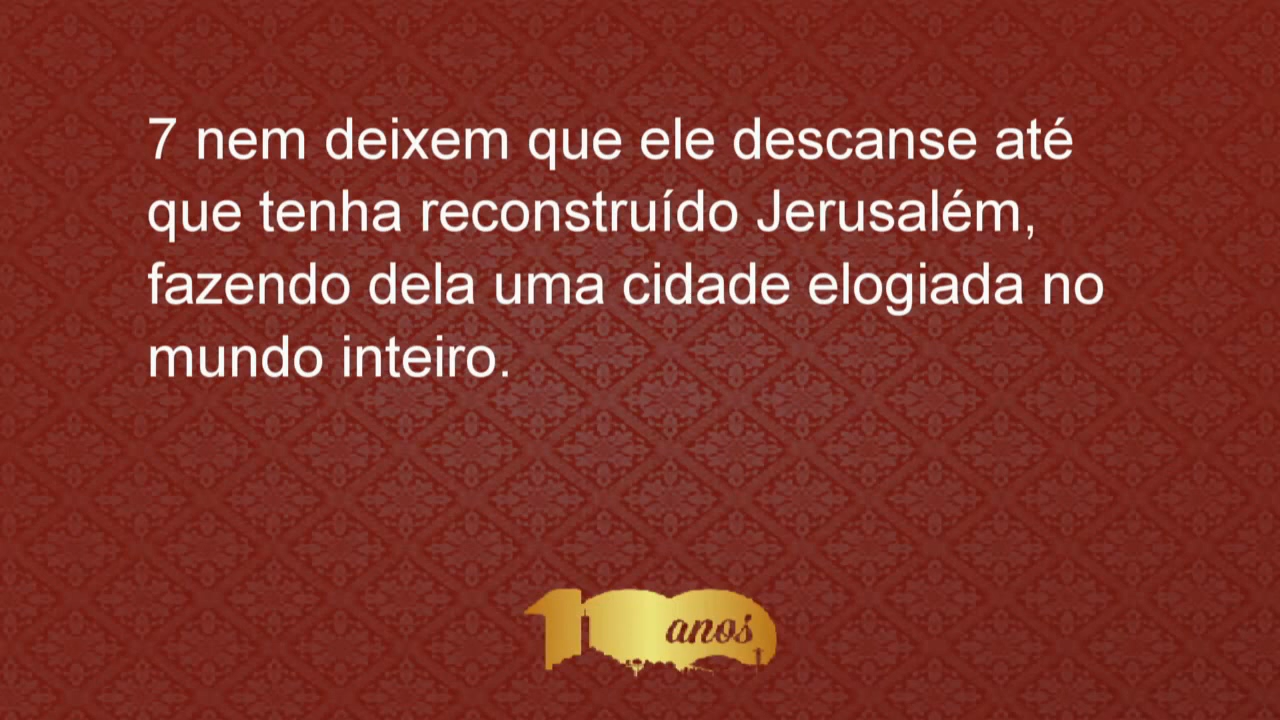 7 nem deixem que ele descanse até
que tenha reconstruído Jerusalém,
fazendo dela uma cidade elogiada no
mundo inteiro.
100 anos